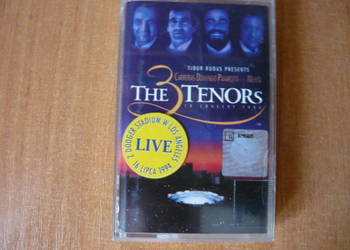 TIBOR RUDAS PRESENTS
CARRERAS DOMINGO PAVAROTTI MEHTA
THE 3 TENORS
IN CONCERT 1994
Z DODGER STADIUM W LOS ANGELES
LIVE
16 LIPCA 1994